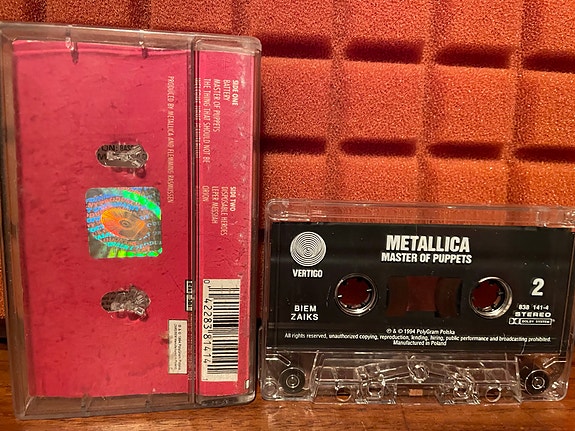 SIDE ONE
BATTERY
MASTER OF PUPPETS
THE THING THAT SHOULD NOT BE
SIDE TWO
DISPOSABLE HEROES
LEPER MESSIAH
ORION
PRODUCED BY METALLICA AND FLEMMING RASMUSSEN
0 42283 81414
VERTIGO
METALLICA
MASTER OF PUPPETS
BIEM
ZAIKS
2
838 141-4
STEREO
DOLBY SYSTEM
℗ & © 1994 PolyGram Polska
All rights reserved, unauthorized copying, reproduction, lending, hiring, public performance and broadcasting prohibited.
Manufactured in Poland